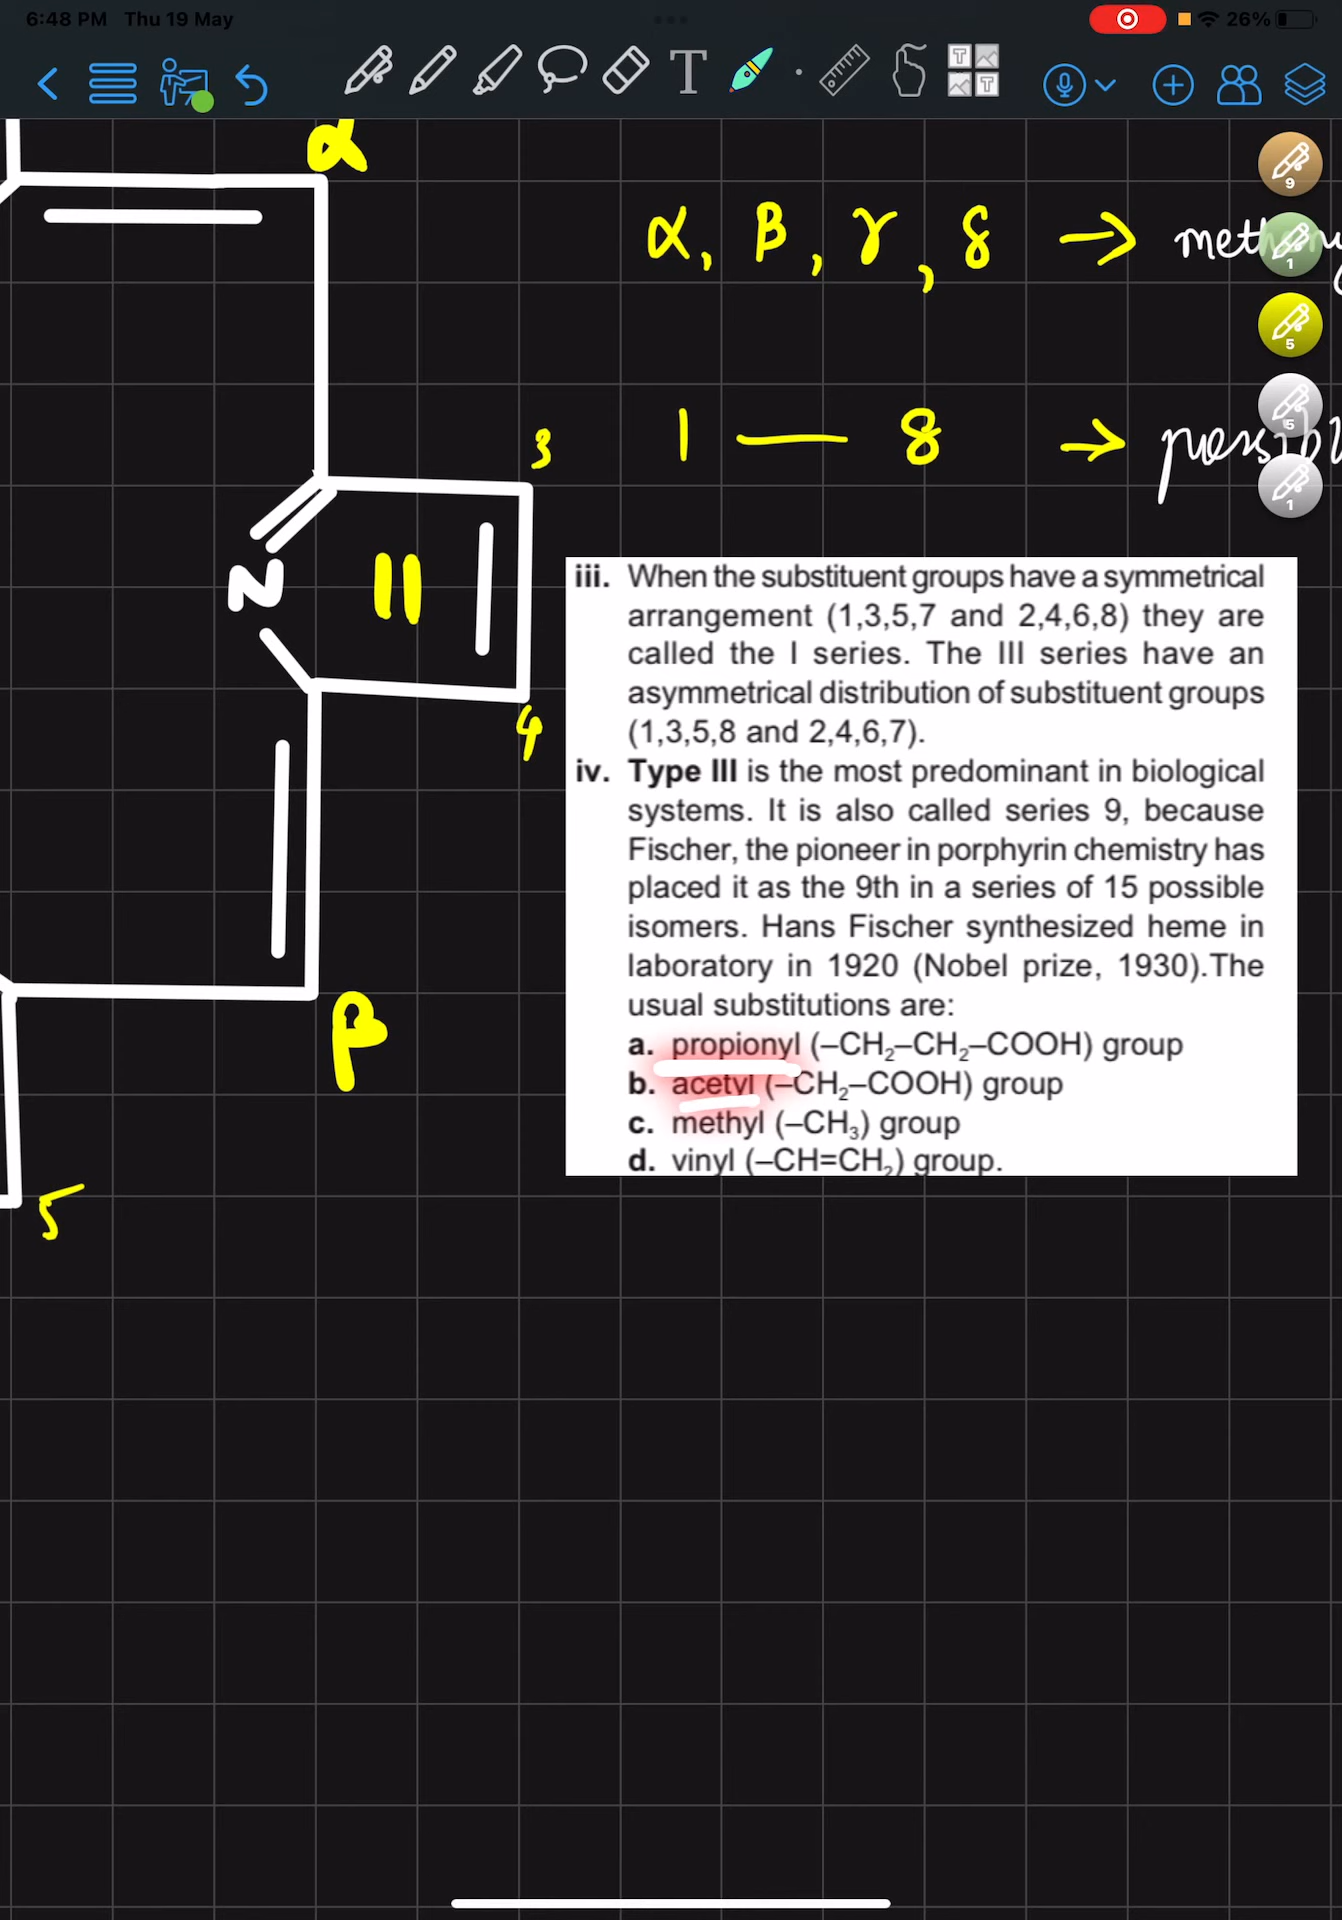 6:48 PM Thu 19 May
26%
T
T
T
9
1
5
5
1
α
α, β, γ, δ →
1 — 8 →
3
N
II
4
β
5
iii. When the substituent groups have a symmetrical
arrangement (1,3,5,7 and 2,4,6,8) they are
called the I series. The III series have an
asymmetrical distribution of substituent groups
(1,3,5,8 and 2,4,6,7).
iv. Type III is the most predominant in biological
systems. It is also called series 9, because
Fischer, the pioneer in porphyrin chemistry has
placed it as the 9th in a series of 15 possible
isomers. Hans Fischer synthesized heme in
laboratory in 1920 (Nobel prize, 1930).The
usual substitutions are:
a. propionyl (–CH₂–CH₂–COOH) group
b. acetyl (–CH₂–COOH) group
c. methyl (–CH₃) group
d. vinyl (–CH=CH₂) group.